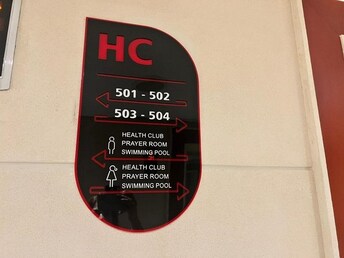 HC
501 - 502
503 - 504
HEALTH CLUB
PRAYER ROOM
SWIMMING POOL
HEALTH CLUB
PRAYER ROOM
SWIMMING POOL